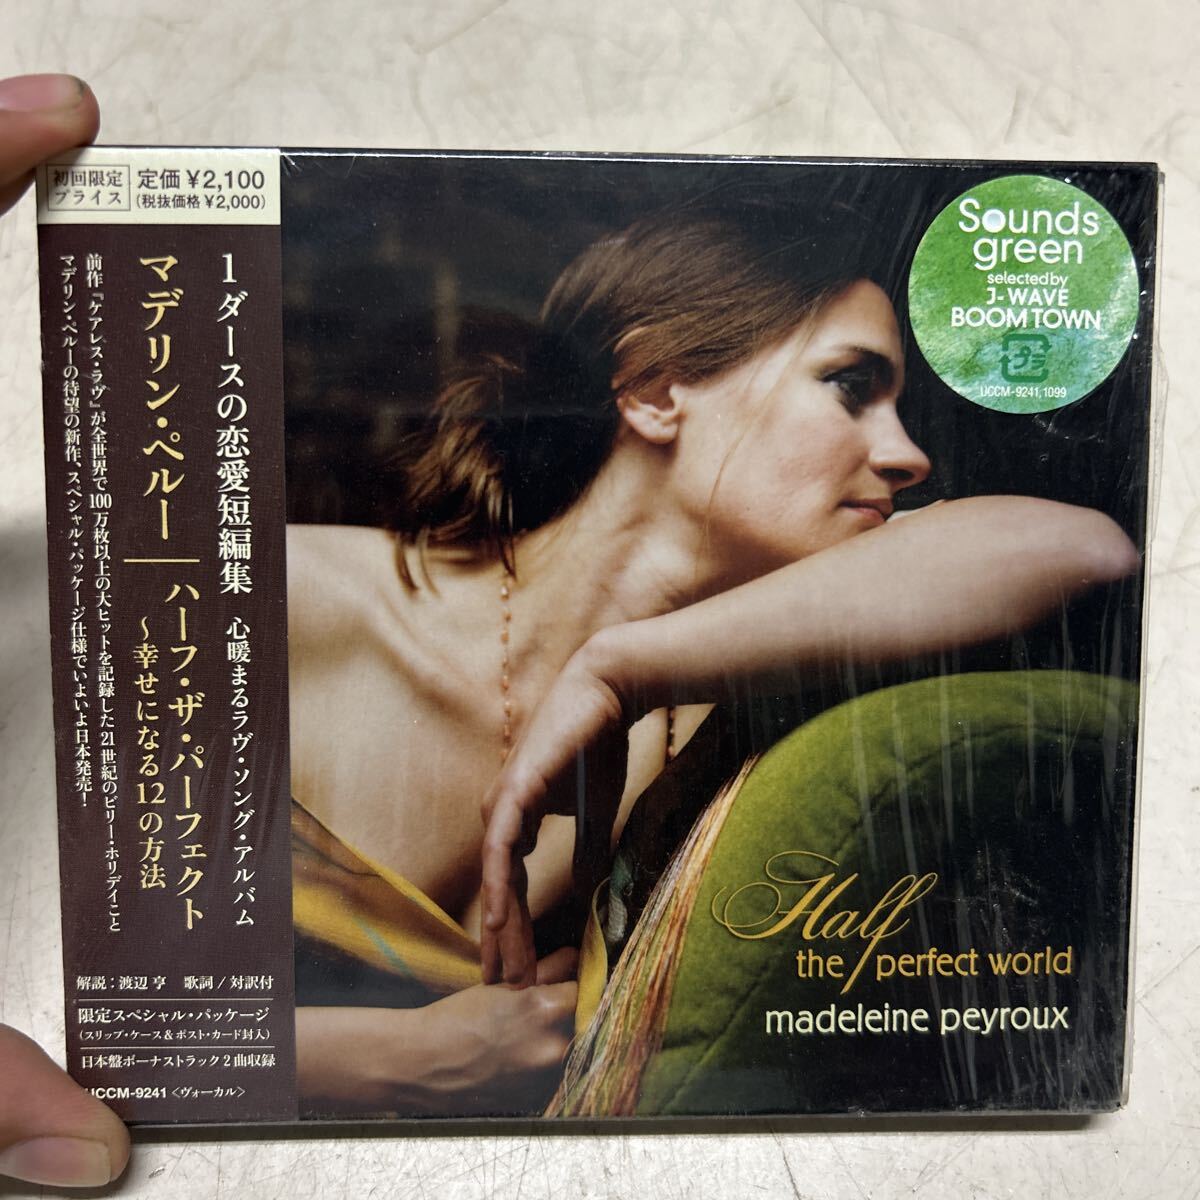 初回限定
プライス
定価￥2,100
(税抜価格￥2,000)
1ダースの恋愛短編集 心暖まるラヴ・ソング・アルバム
マデリン・ペルー ハーフ・ザ・パーフェクト
～幸せになる12の方法
前作『ケアレス・ラヴ』が全世界で100万枚以上の大ヒットを記録した21世紀のビリー・ホリデイこと
マデリン・ペルーの待望の新作、スペシャル・パッケージ仕様でいよいよ日本発売！
解説：渡辺 亨 歌詞/対訳付
限定スペシャル・パッケージ
(スリップ・ケース&ポスト・カード封入)
日本盤ボーナストラック2曲収録
UCCM-9241〈ヴォーカル〉
Sounds
green
selected by
J-WAVE
BOOM TOWN
プラ
UCCM-9241,1099
Half
the perfect world
madeleine peyroux